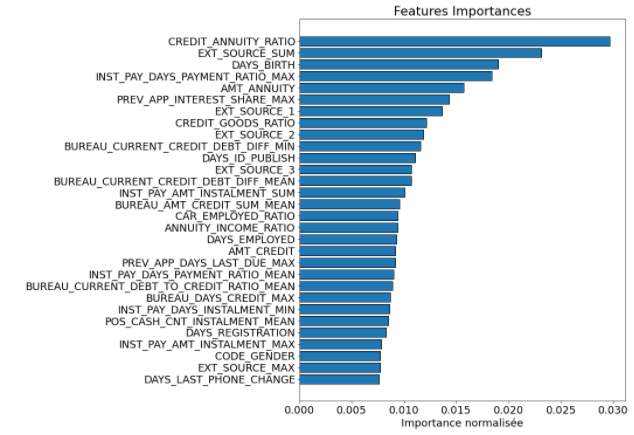 Features Importances
CREDIT_ANNUITY_RATIO
EXT_SOURCE_SUM
DAYS_BIRTH
INST_PAY_DAYS_PAYMENT_RATIO_MAX
AMT_ANNUITY
PREV_APP_INTEREST_SHARE_MAX
EXT_SOURCE_1
CREDIT_GOODS_RATIO
EXT_SOURCE_2
BUREAU_CURRENT_CREDIT_DEBT_DIFF_MIN
DAYS_ID_PUBLISH
EXT_SOURCE_3
BUREAU_CURRENT_CREDIT_DEBT_DIFF_MEAN
INST_PAY_AMT_INSTALMENT_SUM
BUREAU_AMT_CREDIT_SUM_MEAN
CAR_EMPLOYED_RATIO
ANNUITY_INCOME_RATIO
DAYS_EMPLOYED
AMT_CREDIT
PREV_APP_DAYS_LAST_DUE_MAX
INST_PAY_DAYS_PAYMENT_RATIO_MEAN
BUREAU_CURRENT_DEBT_TO_CREDIT_RATIO_MEAN
BUREAU_DAYS_CREDIT_MAX
INST_PAY_DAYS_INSTALMENT_MIN
POS_CASH_CNT_INSTALMENT_MEAN
DAYS_REGISTRATION
INST_PAY_AMT_INSTALMENT_MAX
CODE_GENDER
EXT_SOURCE_MAX
DAYS_LAST_PHONE_CHANGE
0.000 0.005 0.010 0.015 0.020 0.025 0.030
Importance normalisée